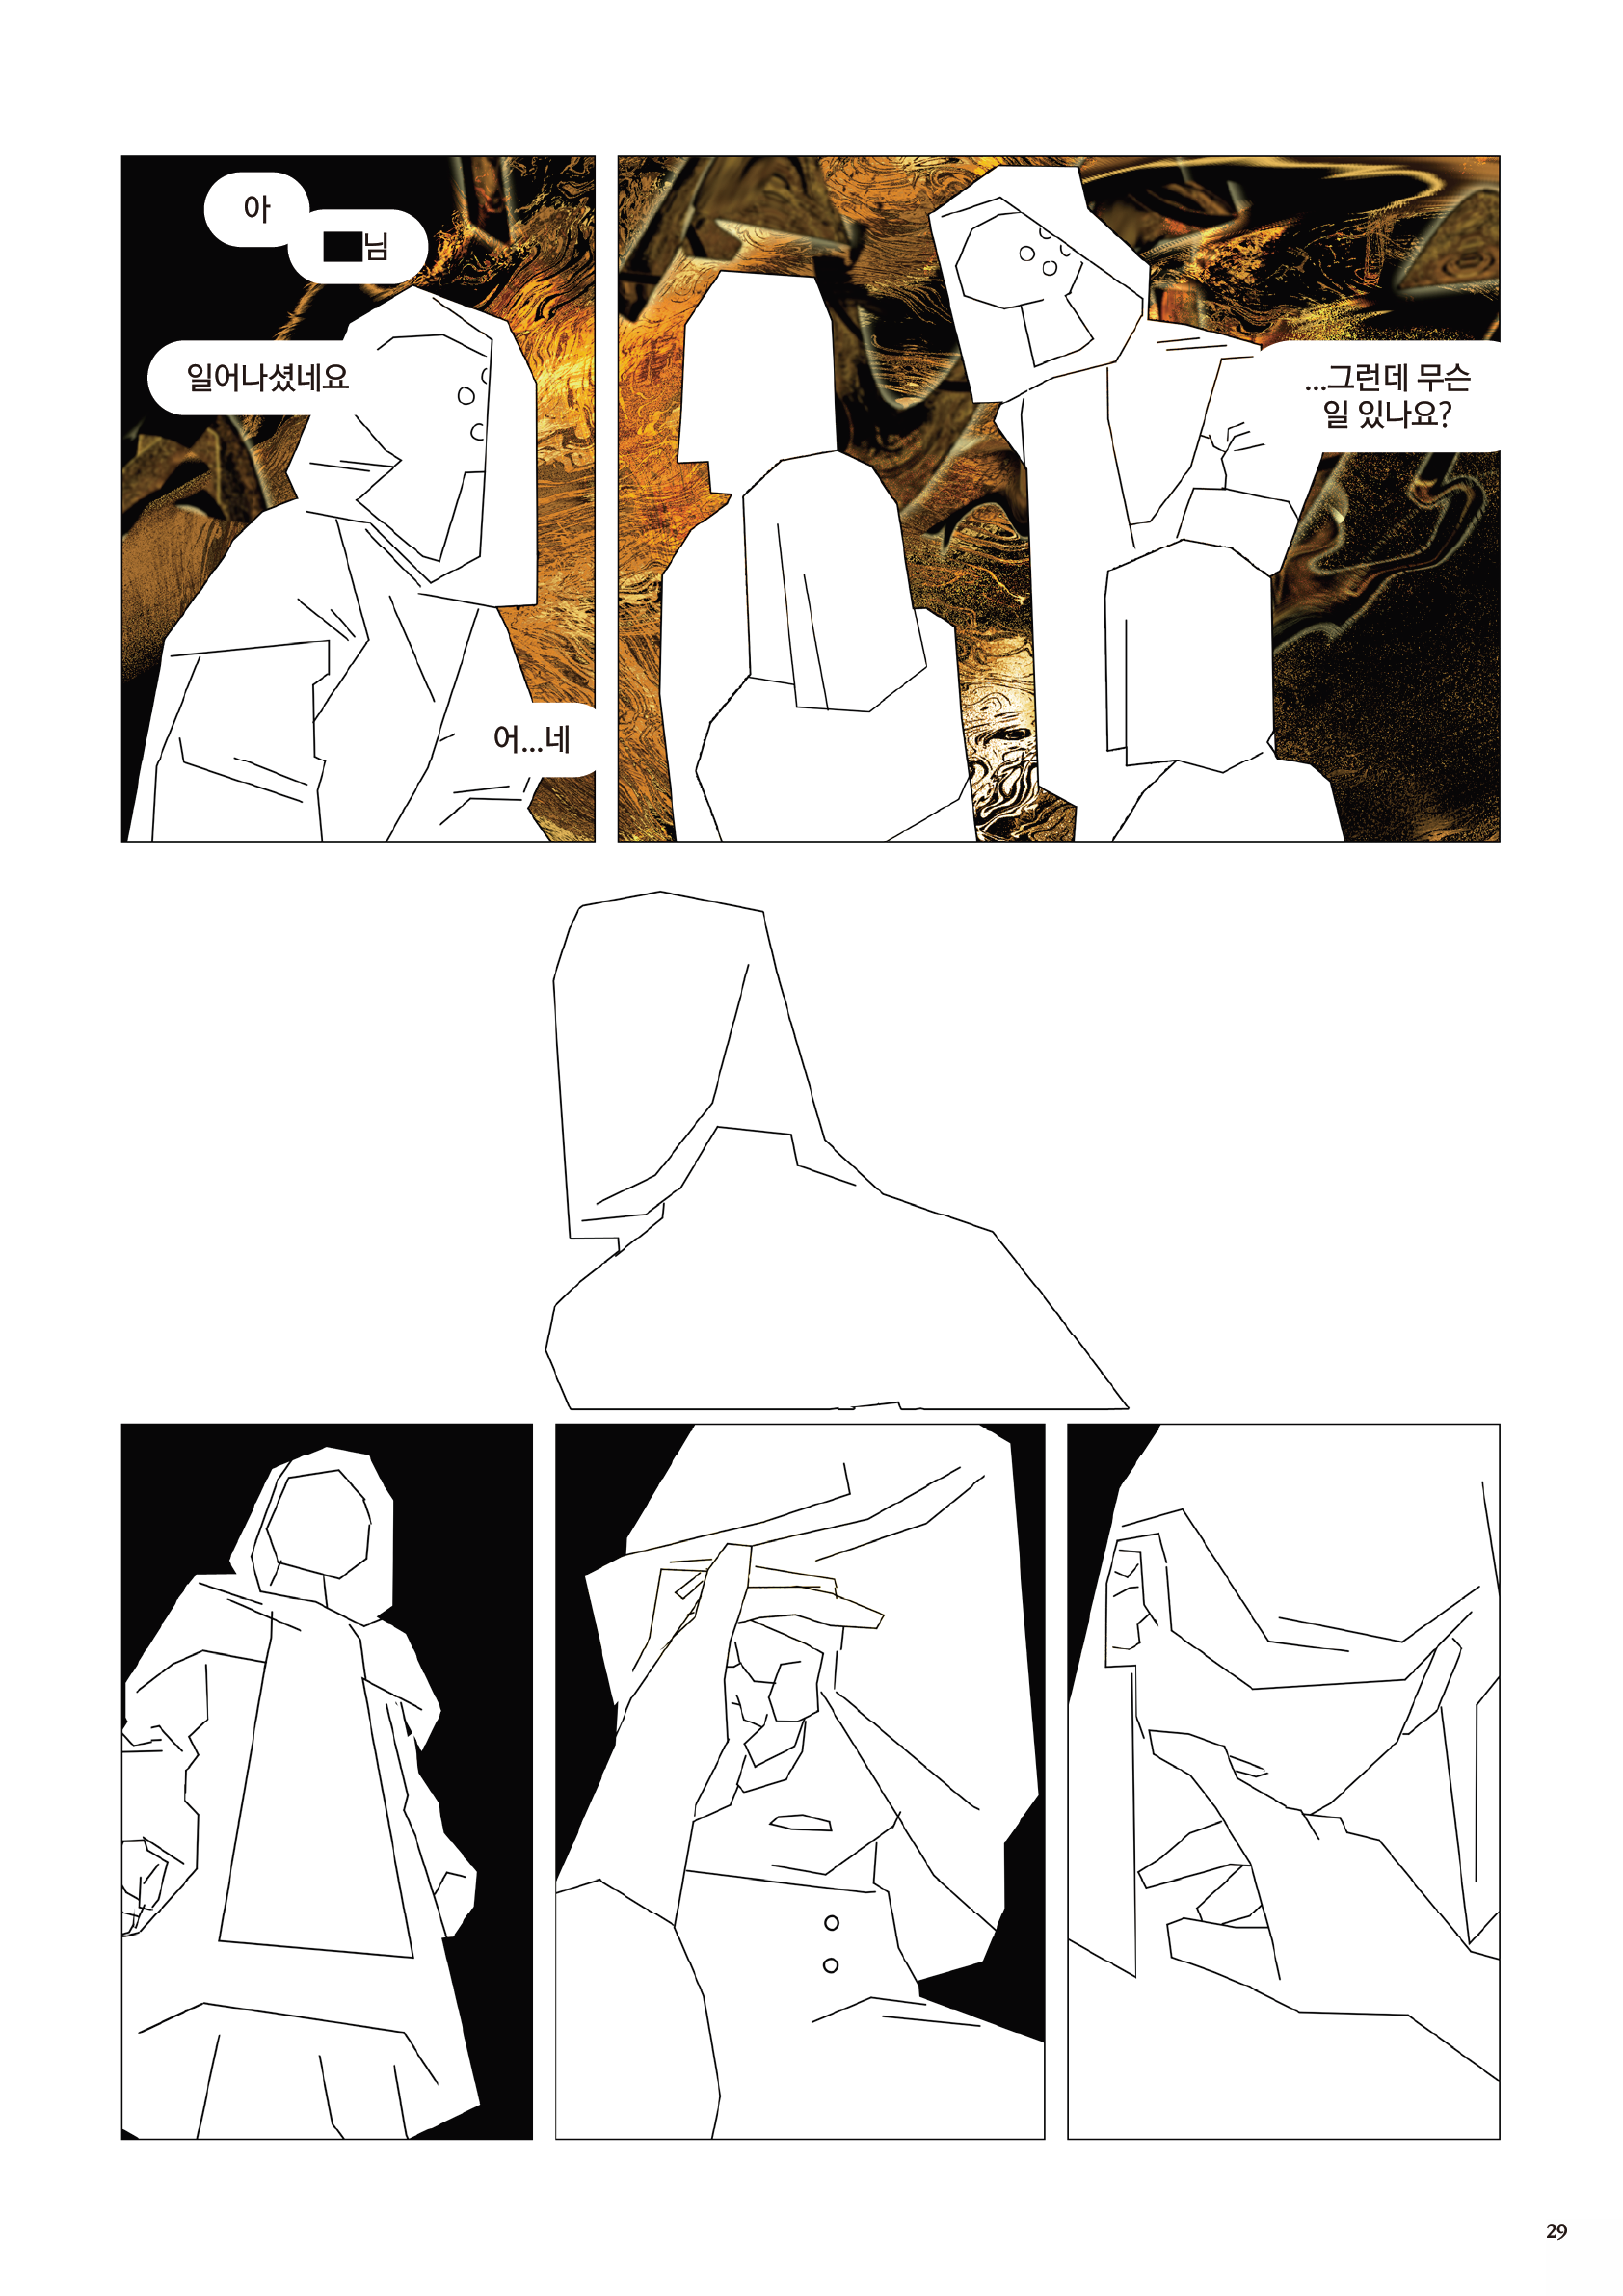 아
██님
일어나셨네요
어...네
...그런데 무슨
일 있나요?
29